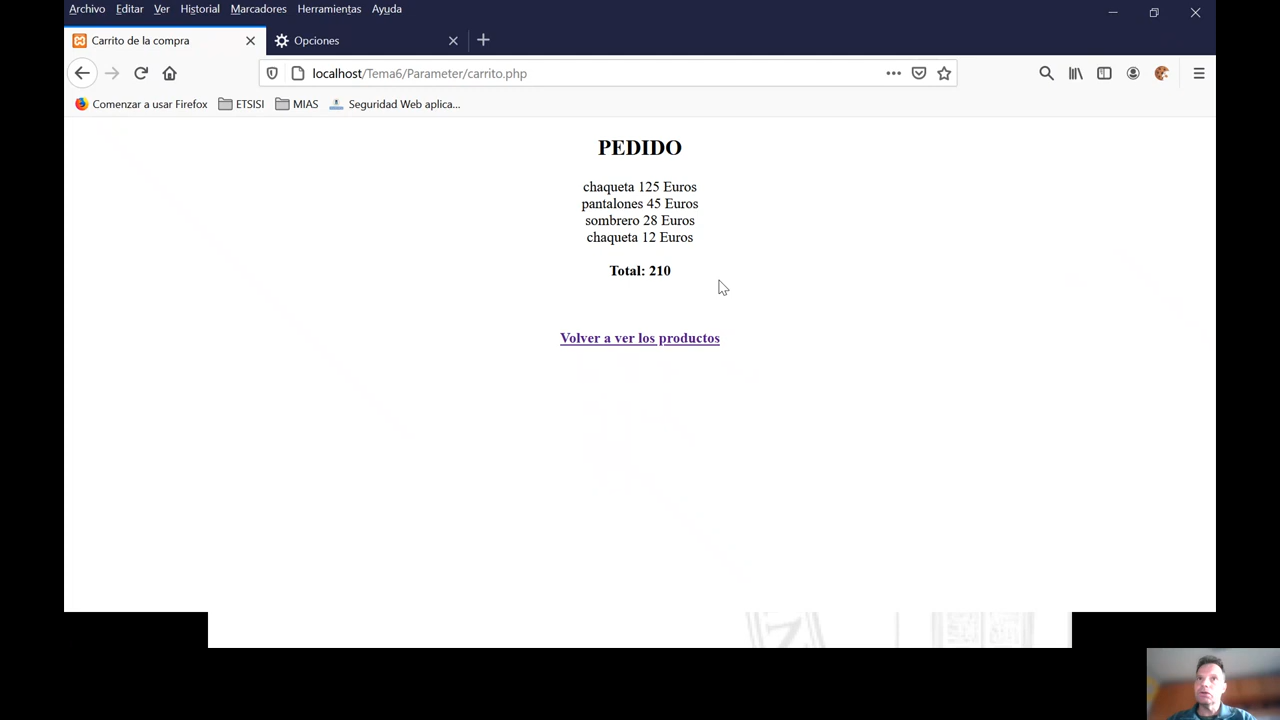 Archivo Editar Ver Historial Marcadores Herramientas Ayuda
Carrito de la compra Opciones
localhost/Tema6/Parameter/carrito.php
Comenzar a usar Firefox ETSISI MIAS Seguridad Web aplica...
PEDIDO
chaqueta 125 Euros
pantalones 45 Euros
sombrero 28 Euros
chaqueta 12 Euros
Total: 210
Volver a ver los productos